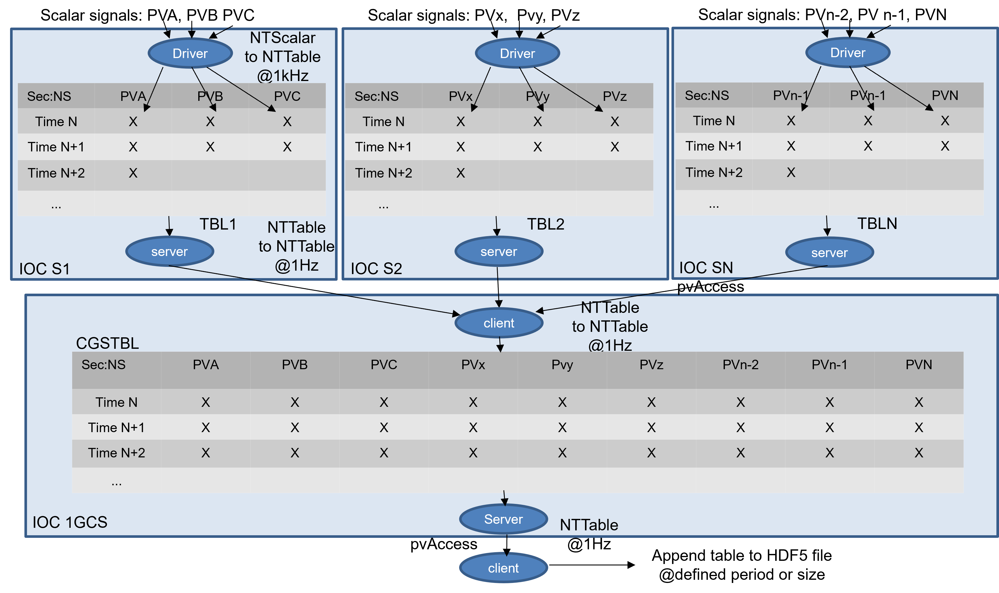 Scalar signals: PVA, PVB PVC
Scalar signals: PVx,  Pvy, PVz
Scalar signals: PVn-2, PV n-1, PVN
Driver
NTScalar
to NTTable
@1kHz
Sec:NS PVA PVB PVC
Time N X X X
Time N+1 X X X
Time N+2 X
...
TBL1
NTTable
to NTTable
@1Hz
server
IOC S1
Driver
Sec:NS PVx PVy PVz
Time N X X X
Time N+1 X X X
Time N+2 X
...
TBL2
server
IOC S2
Driver
Sec:NS PVn-1 PVn-1 PVN
Time N X X X
Time N+1 X X X
Time N+2 X
...
TBLN
server
IOC SN
pvAccess
client
NTTable
to NTTable
@1Hz
CGSTBL
Sec:NS PVA PVB PVC PVx Pvy PVz PVn-2 PVn-1 PVN
Time N X X X X X X X X X
Time N+1 X X X X X X X X X
Time N+2 X X X X X X X X X
...
Server
IOC 1GCS
NTTable
@1Hz
pvAccess
client
Append table to HDF5 file
@defined period or size